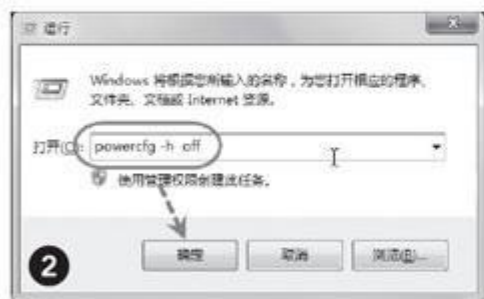 运行
Windows 将根据您所输入的名称，为您打开相应的程序、
文件夹、文档或 Internet 资源。
打开(O): powercfg -h off
使用管理权限创建此任务。
确定 取消 浏览(B)...
2